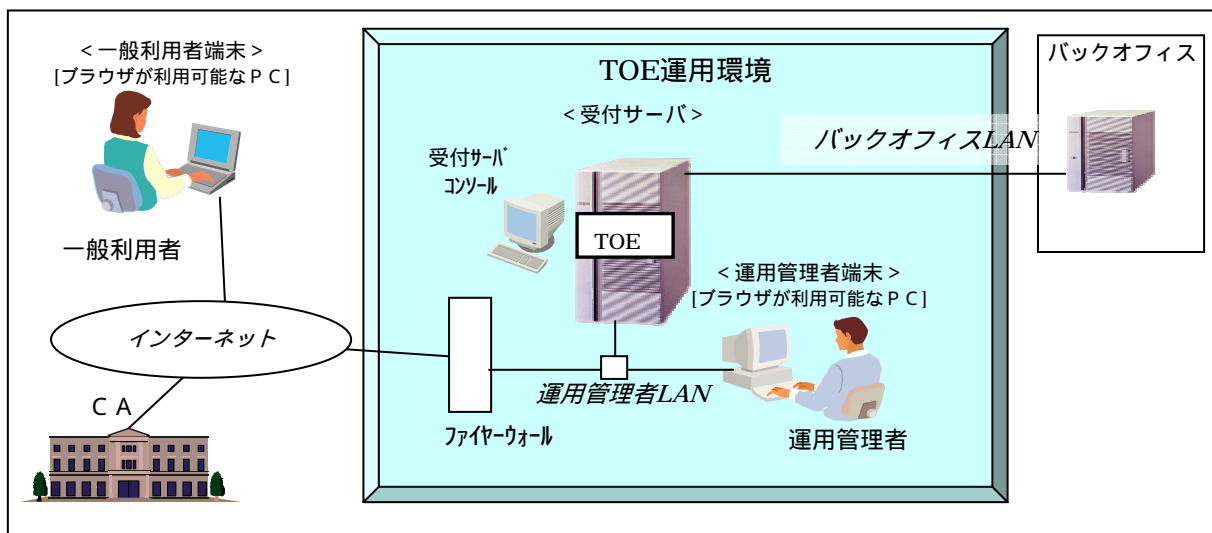 <一般利用者端末>
[ブラウザが利用可能なPC]
一般利用者
インターネット
CA
TOE運用環境
<受付サーバ>
受付ｻｰﾊﾞ
ｺﾝｿｰﾙ
TOE
<運用管理者端末>
[ブラウザが利用可能なPC]
運用管理者LAN
ﾌｧｲﾔｰｳｫｰﾙ
運用管理者
バックオフィスLAN
バックオフィス